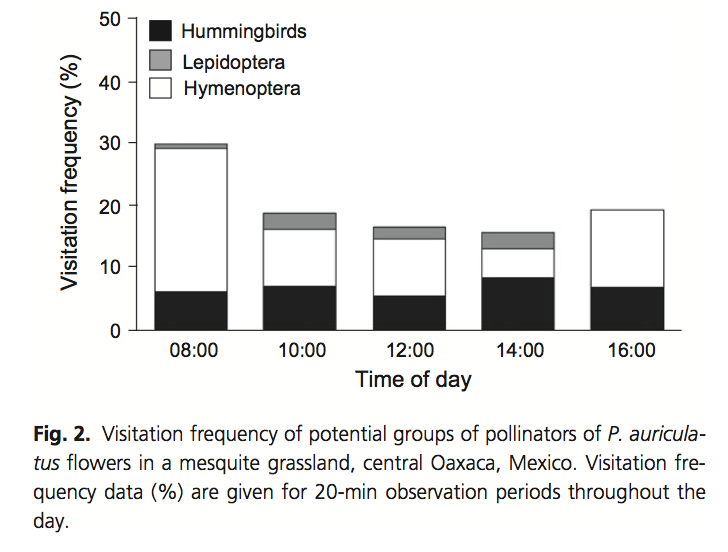 50
40
30
20
10
0
Visitation frequency (%)
Hummingbirds
Lepidoptera
Hymenoptera
08:00 10:00 12:00 14:00 16:00
Time of day
Fig. 2. Visitation frequency of potential groups of pollinators of P. auricula-
tus flowers in a mesquite grassland, central Oaxaca, Mexico. Visitation fre-
quency data (%) are given for 20-min observation periods throughout the
day.